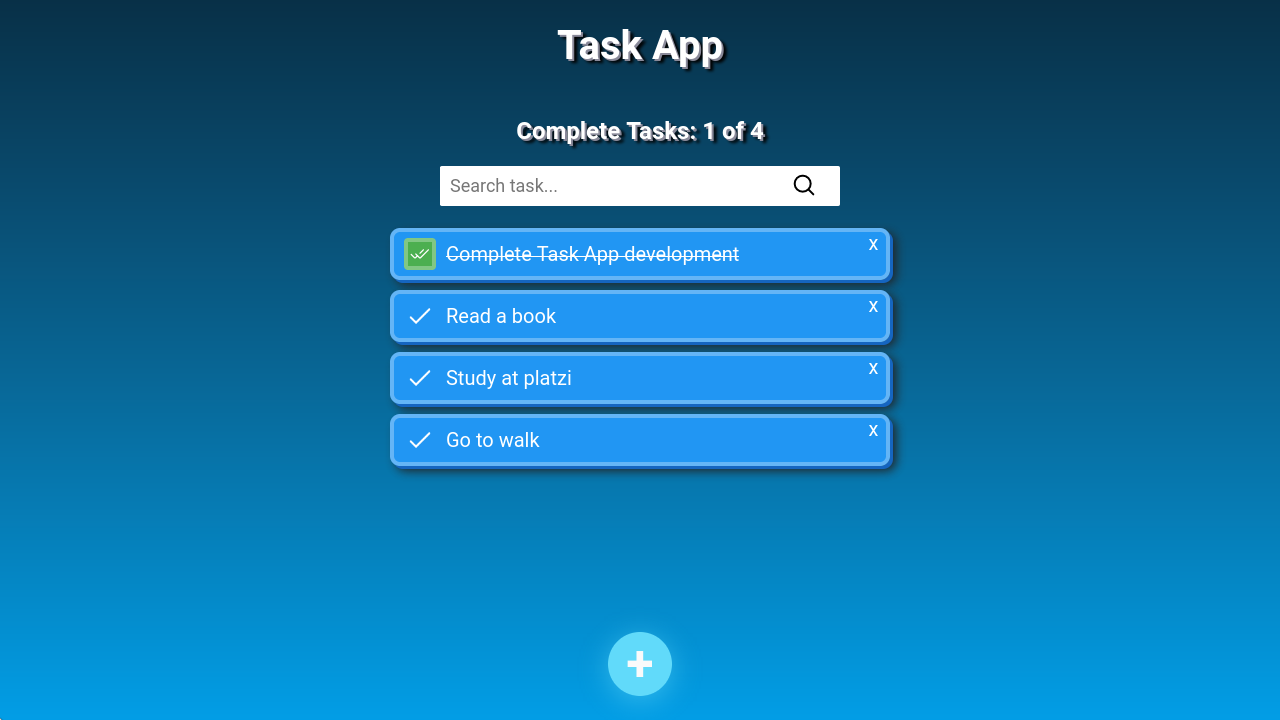 Task App
Complete Tasks: 1 of 4
Search task...
Complete Task App development
x
Read a book
x
Study at platzi
x
Go to walk
x
+